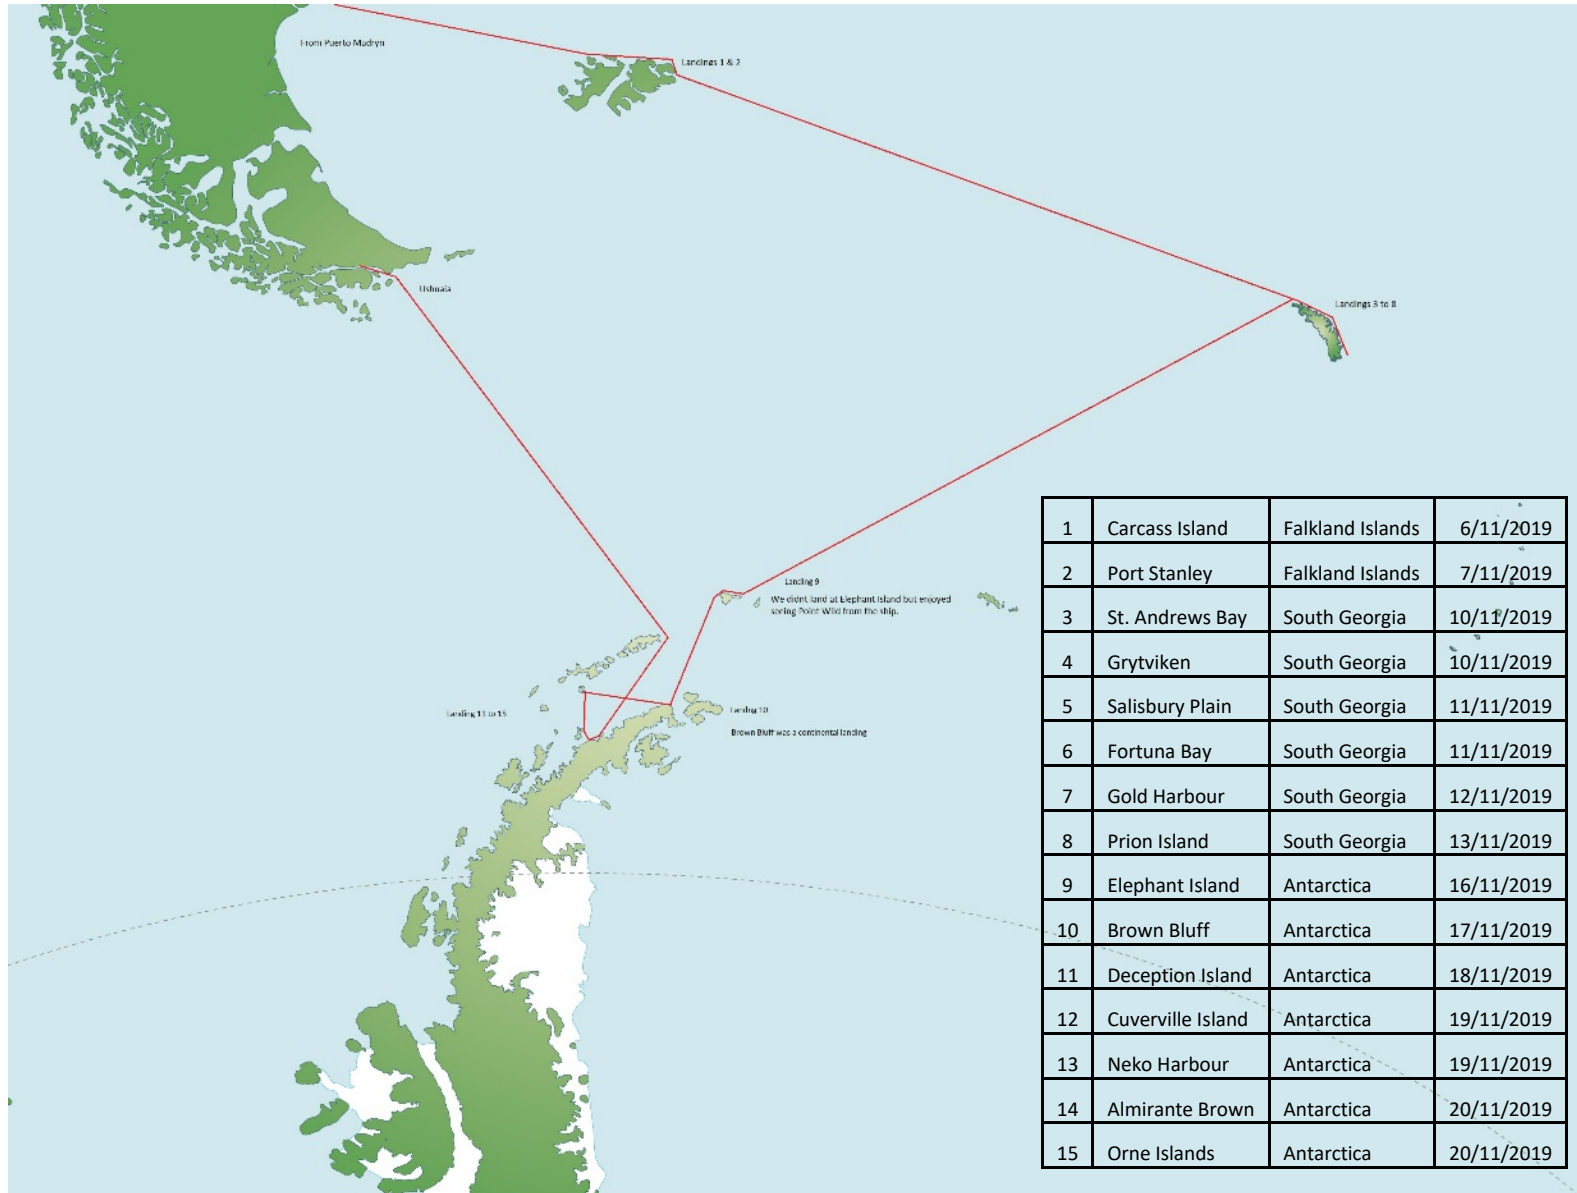 From Puerto Madryn
Landings 1 & 2
Ushuaia
Landings 3 to 8
Landing 9
We didnt land at Elephant Island but enjoyed
seeing Point Wild from the ship.
Landing 11 to 15
Landing 10
Brown Bluff was a continental landing
1 Carcass Island Falkland Islands 6/11/2019
2 Port Stanley Falkland Islands 7/11/2019
3 St. Andrews Bay South Georgia 10/11/2019
4 Grytviken South Georgia 10/11/2019
5 Salisbury Plain South Georgia 11/11/2019
6 Fortuna Bay South Georgia 11/11/2019
7 Gold Harbour South Georgia 12/11/2019
8 Prion Island South Georgia 13/11/2019
9 Elephant Island Antarctica 16/11/2019
10 Brown Bluff Antarctica 17/11/2019
11 Deception Island Antarctica 18/11/2019
12 Cuverville Island Antarctica 19/11/2019
13 Neko Harbour Antarctica 19/11/2019
14 Almirante Brown Antarctica 20/11/2019
15 Orne Islands Antarctica 20/11/2019